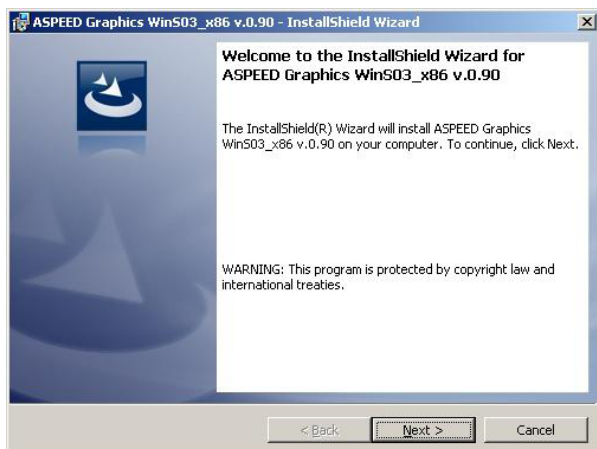 ASPEED Graphics WinS03_x86 v.0.90 - InstallShield Wizard
Welcome to the InstallShield Wizard for
ASPEED Graphics WinS03_x86 v.0.90
The InstallShield(R) Wizard will install ASPEED Graphics
WinS03_x86 v.0.90 on your computer. To continue, click Next.
WARNING: This program is protected by copyright law and
international treaties.
< Back
Next >
Cancel